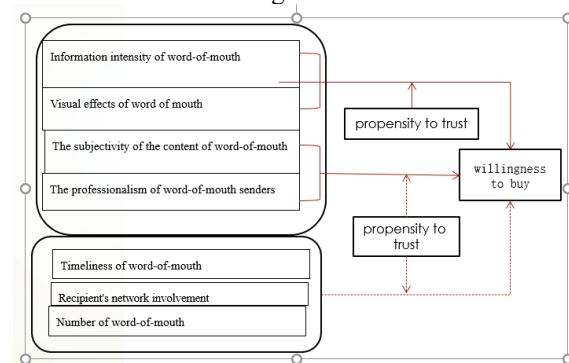 Information intensity of word-of-mouth
Visual effects of word of mouth
The subjectivity of the content of word-of-mouth
The professionalism of word-of-mouth senders
Timeliness of word-of-mouth
Recipient's network involvement
Number of word-of-mouth
propensity to trust
propensity to
trust
willingness
to buy